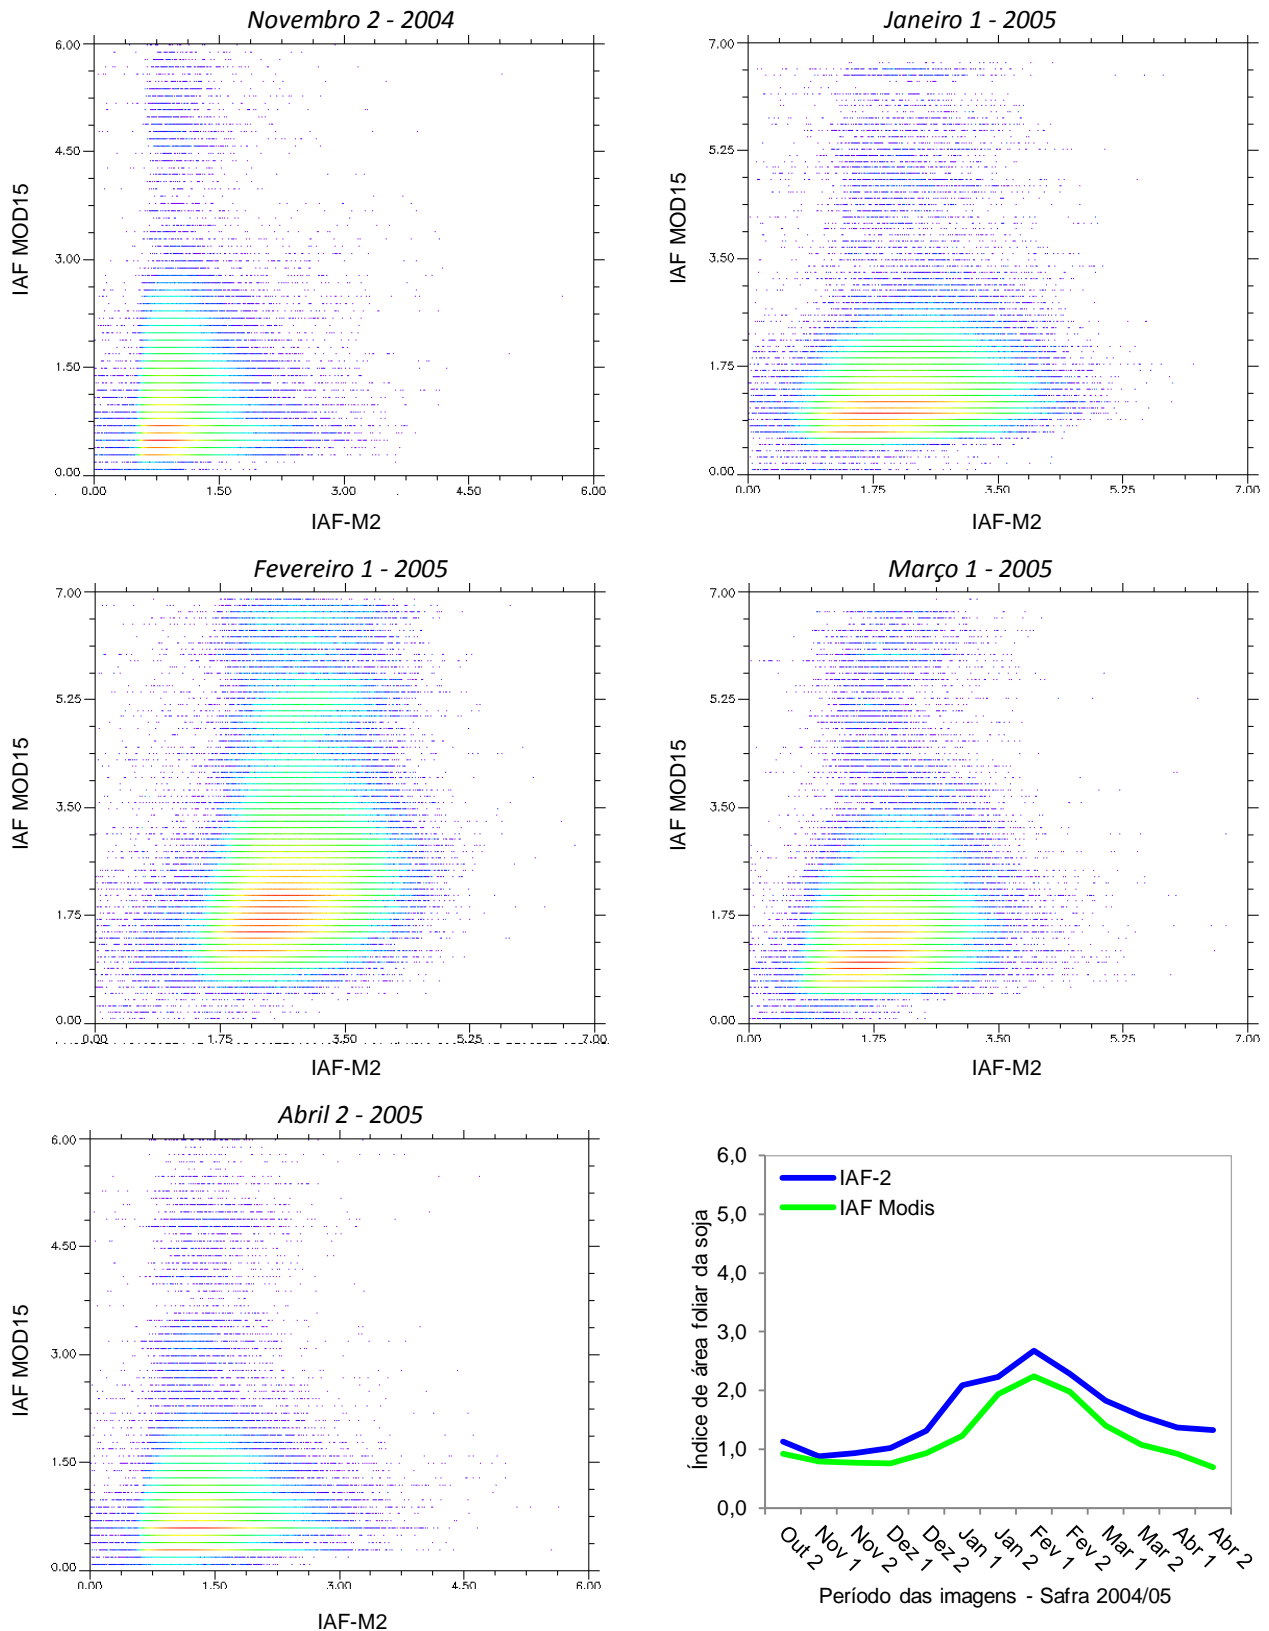 Novembro 2 - 2004
6.00
4.50
3.00
1.50
0.00
IAF MOD15
0.00 1.50 3.00 4.50 6.00
IAF-M2
Janeiro 1 - 2005
7.00
5.25
3.50
1.75
0.00
IAF MOD15
0.00 1.75 3.50 5.25 7.00
IAF-M2
Fevereiro 1 - 2005
7.00
5.25
3.50
1.75
0.00
IAF MOD15
0.00 1.75 3.50 5.25 7.00
IAF-M2
Março 1 - 2005
7.00
5.25
3.50
1.75
0.00
IAF MOD15
0.00 1.75 3.50 5.25 7.00
IAF-M2
Abril 2 - 2005
6.00
4.50
3.00
1.50
0.00
IAF MOD15
0.00 1.50 3.00 4.50 6.00
IAF-M2
6,0
5,0
4,0
3,0
2,0
1,0
0,0
IAF-2
IAF Modis
Índice de área foliar da soja
Out 2
Nov 1
Nov 2
Dez 1
Dez 2
Jan 1
Jan 2
Fev 1
Fev 2
Mar 1
Mar 2
Abr 1
Abr 2
Período das imagens - Safra 2004/05